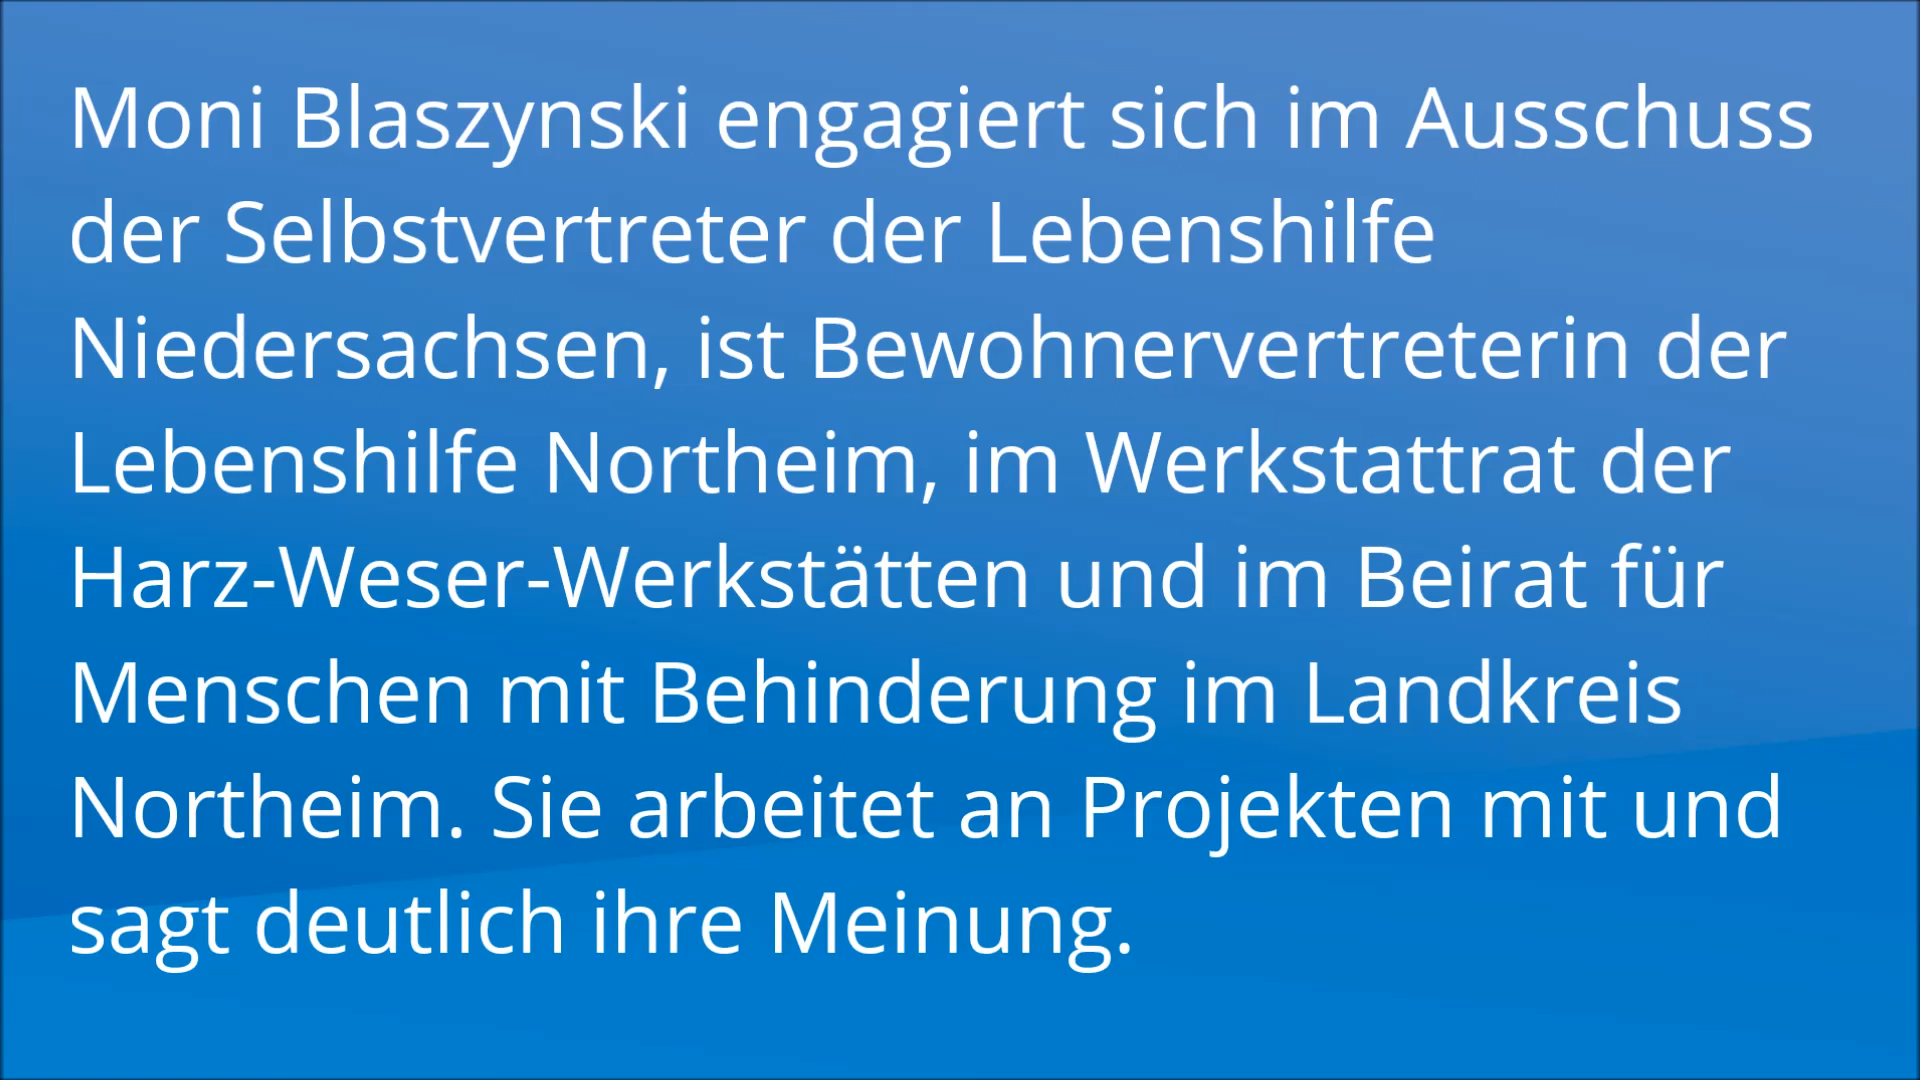 Moni Blaszynski engagiert sich im Ausschuss
der Selbstvertreter der Lebenshilfe
Niedersachsen, ist Bewohnervertreterin der
Lebenshilfe Northeim, im Werkstattrat der
Harz-Weser-Werkstätten und im Beirat für
Menschen mit Behinderung im Landkreis
Northeim. Sie arbeitet an Projekten mit und
sagt deutlich ihre Meinung.